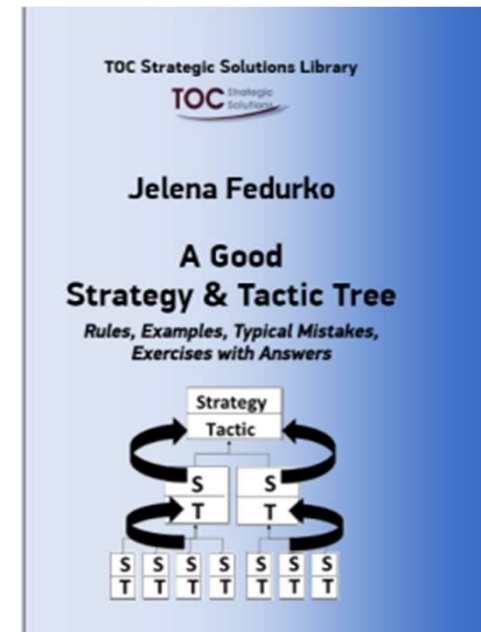 TOC Strategic Solutions Library
TOC Strategic
Solutions
Jelena Fedurko
A Good
Strategy & Tactic Tree
Rules, Examples, Typical Mistakes,
Exercises with Answers
Strategy
Tactic
S S
T T
S S S S S S S
T T T T T T T